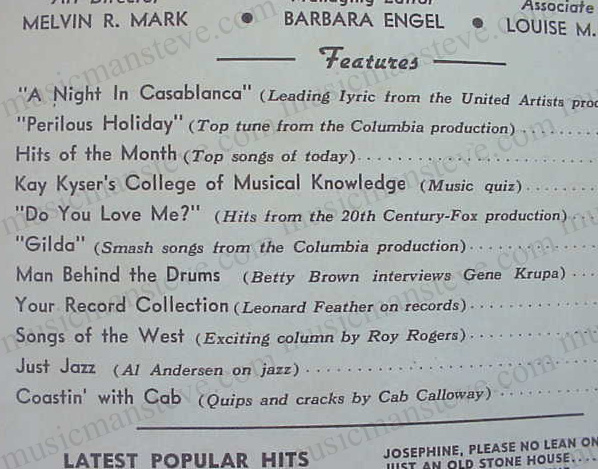 MELVIN R. MARK ● BARBARA ENGEL ● LOUISE M.
Associate
Features
"A Night In Casablanca" (Leading lyric from the United Artists
"Perilous Holiday" (Top tune from the Columbia production)..........
Hits of the Month (Top songs of today)..............................
Kay Kyser's College of Musical Knowledge (Music quiz)..........
"Do You Love Me?" (Hits from the 20th Century-Fox production)...
"Gilda" (Smash songs from the Columbia production)...............
Man Behind the Drums (Betty Brown interviews Gene Krupa)...
Your Record Collection (Leonard Feather on records)...............
Songs of the West (Exciting column by Roy Rogers)...............
Just Jazz (Al Andersen on jazz)..............................
Coastin' with Cab (Quips and cracks by Cab Calloway)............
LATEST POPULAR HITS
JOSEPHINE, PLEASE NO LEAN ON
JUST AN OLD STONE HOUSE....
musicmansteve.com